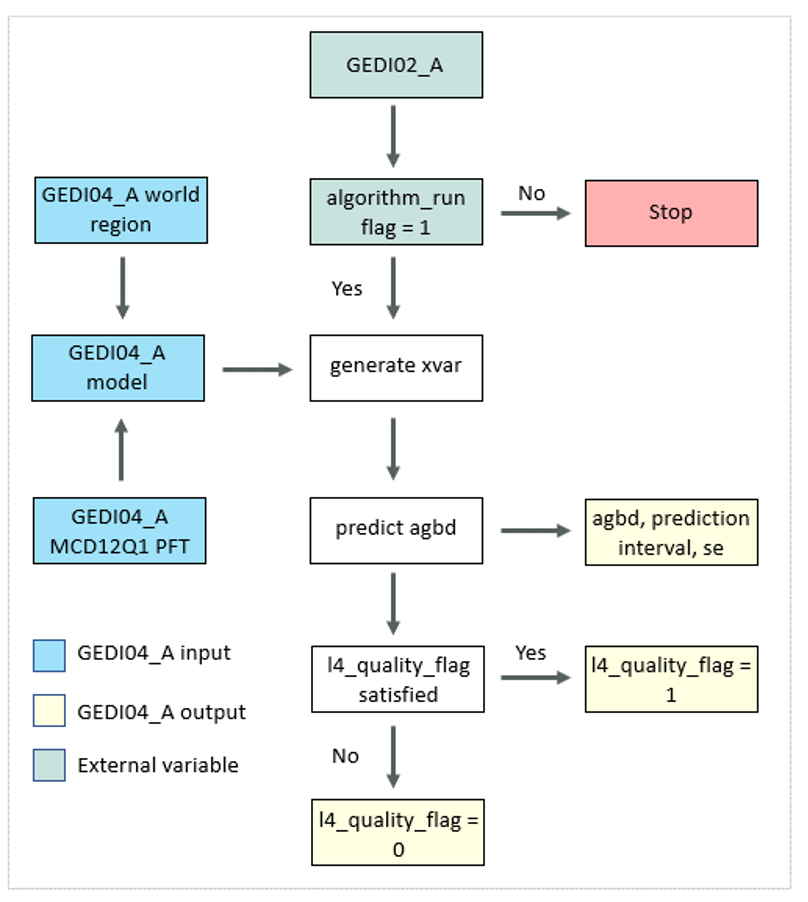 GEDI02_A
GEDI04_A world
region
algorithm_run
flag = 1
No
Stop
Yes
GEDI04_A
model
generate xvar
GEDI04_A
MCD12Q1 PFT
predict agbd
agbd, prediction
interval, se
l4_quality_flag
satisfied
Yes
l4_quality_flag =
1
No
l4_quality_flag =
0
GEDI04_A input
GEDI04_A output
External variable